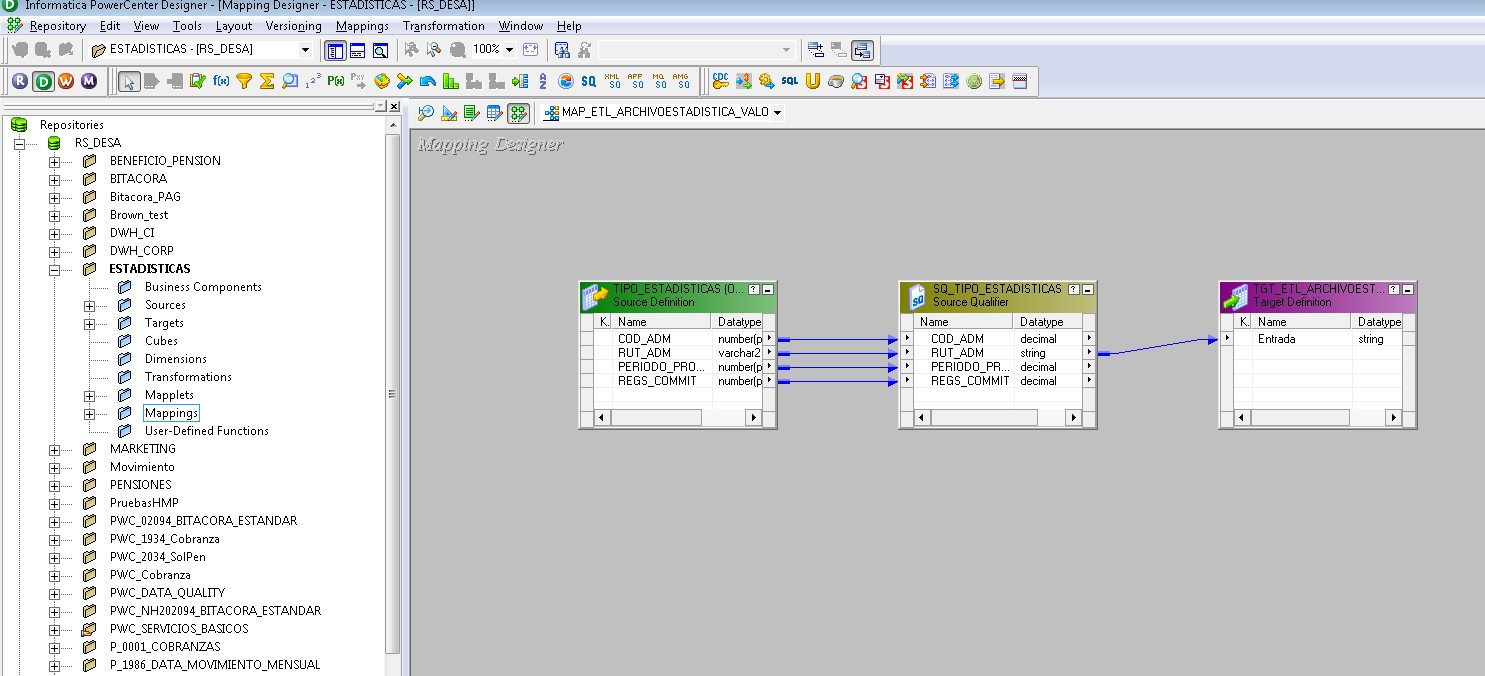 Informatica PowerCenter Designer - [Mapping Designer - ESTADISTICAS - [RS_DESA]]
Repository Edit View Tools Layout Versioning Mappings Transformation Window Help
ESTADISTICAS - [RS_DESA] 100%
MAP_ETL_ARCHIVOESTADISTICA_VALO
Repositories
RS_DESA
BENEFICIO_PENSION
BITACORA
Bitacora_PAG
Brown_test
DWH_CI
DWH_CORP
ESTADISTICAS
Business Components
Sources
Targets
Cubes
Dimensions
Transformations
Mapplets
Mappings
User-Defined Functions
MARKETING
Movimiento
PENSIONES
PruebasHMP
PWC_02094_BITACORA_ESTANDAR
PWC_1934_Cobranza
PWC_2034_SolPen
PWC_Cobranza
PWC_DATA_QUALITY
PWC_NH202094_BITACORA_ESTANDAR
PWC_SERVICIOS_BASICOS
P_0001_COBRANZAS
P_1986_DATA_MOVIMIENTO_MENSUAL
Mapping Designer
TIPO_ESTADISTICAS (O...
Source Definition
K. Name Datatype
COD_ADM number(p
RUT_ADM varchar2
PERIODO_PRO... number(p
REGS_COMMIT number(p
SQ_TIPO_ESTADISTICAS
Source Qualifier
Name Datatype
COD_ADM decimal
RUT_ADM string
PERIODO_PR... decimal
REGS_COMMIT decimal
TGT_ETL_ARCHIVOEST...
Target Definition
K. Name Datatype
Entrada string